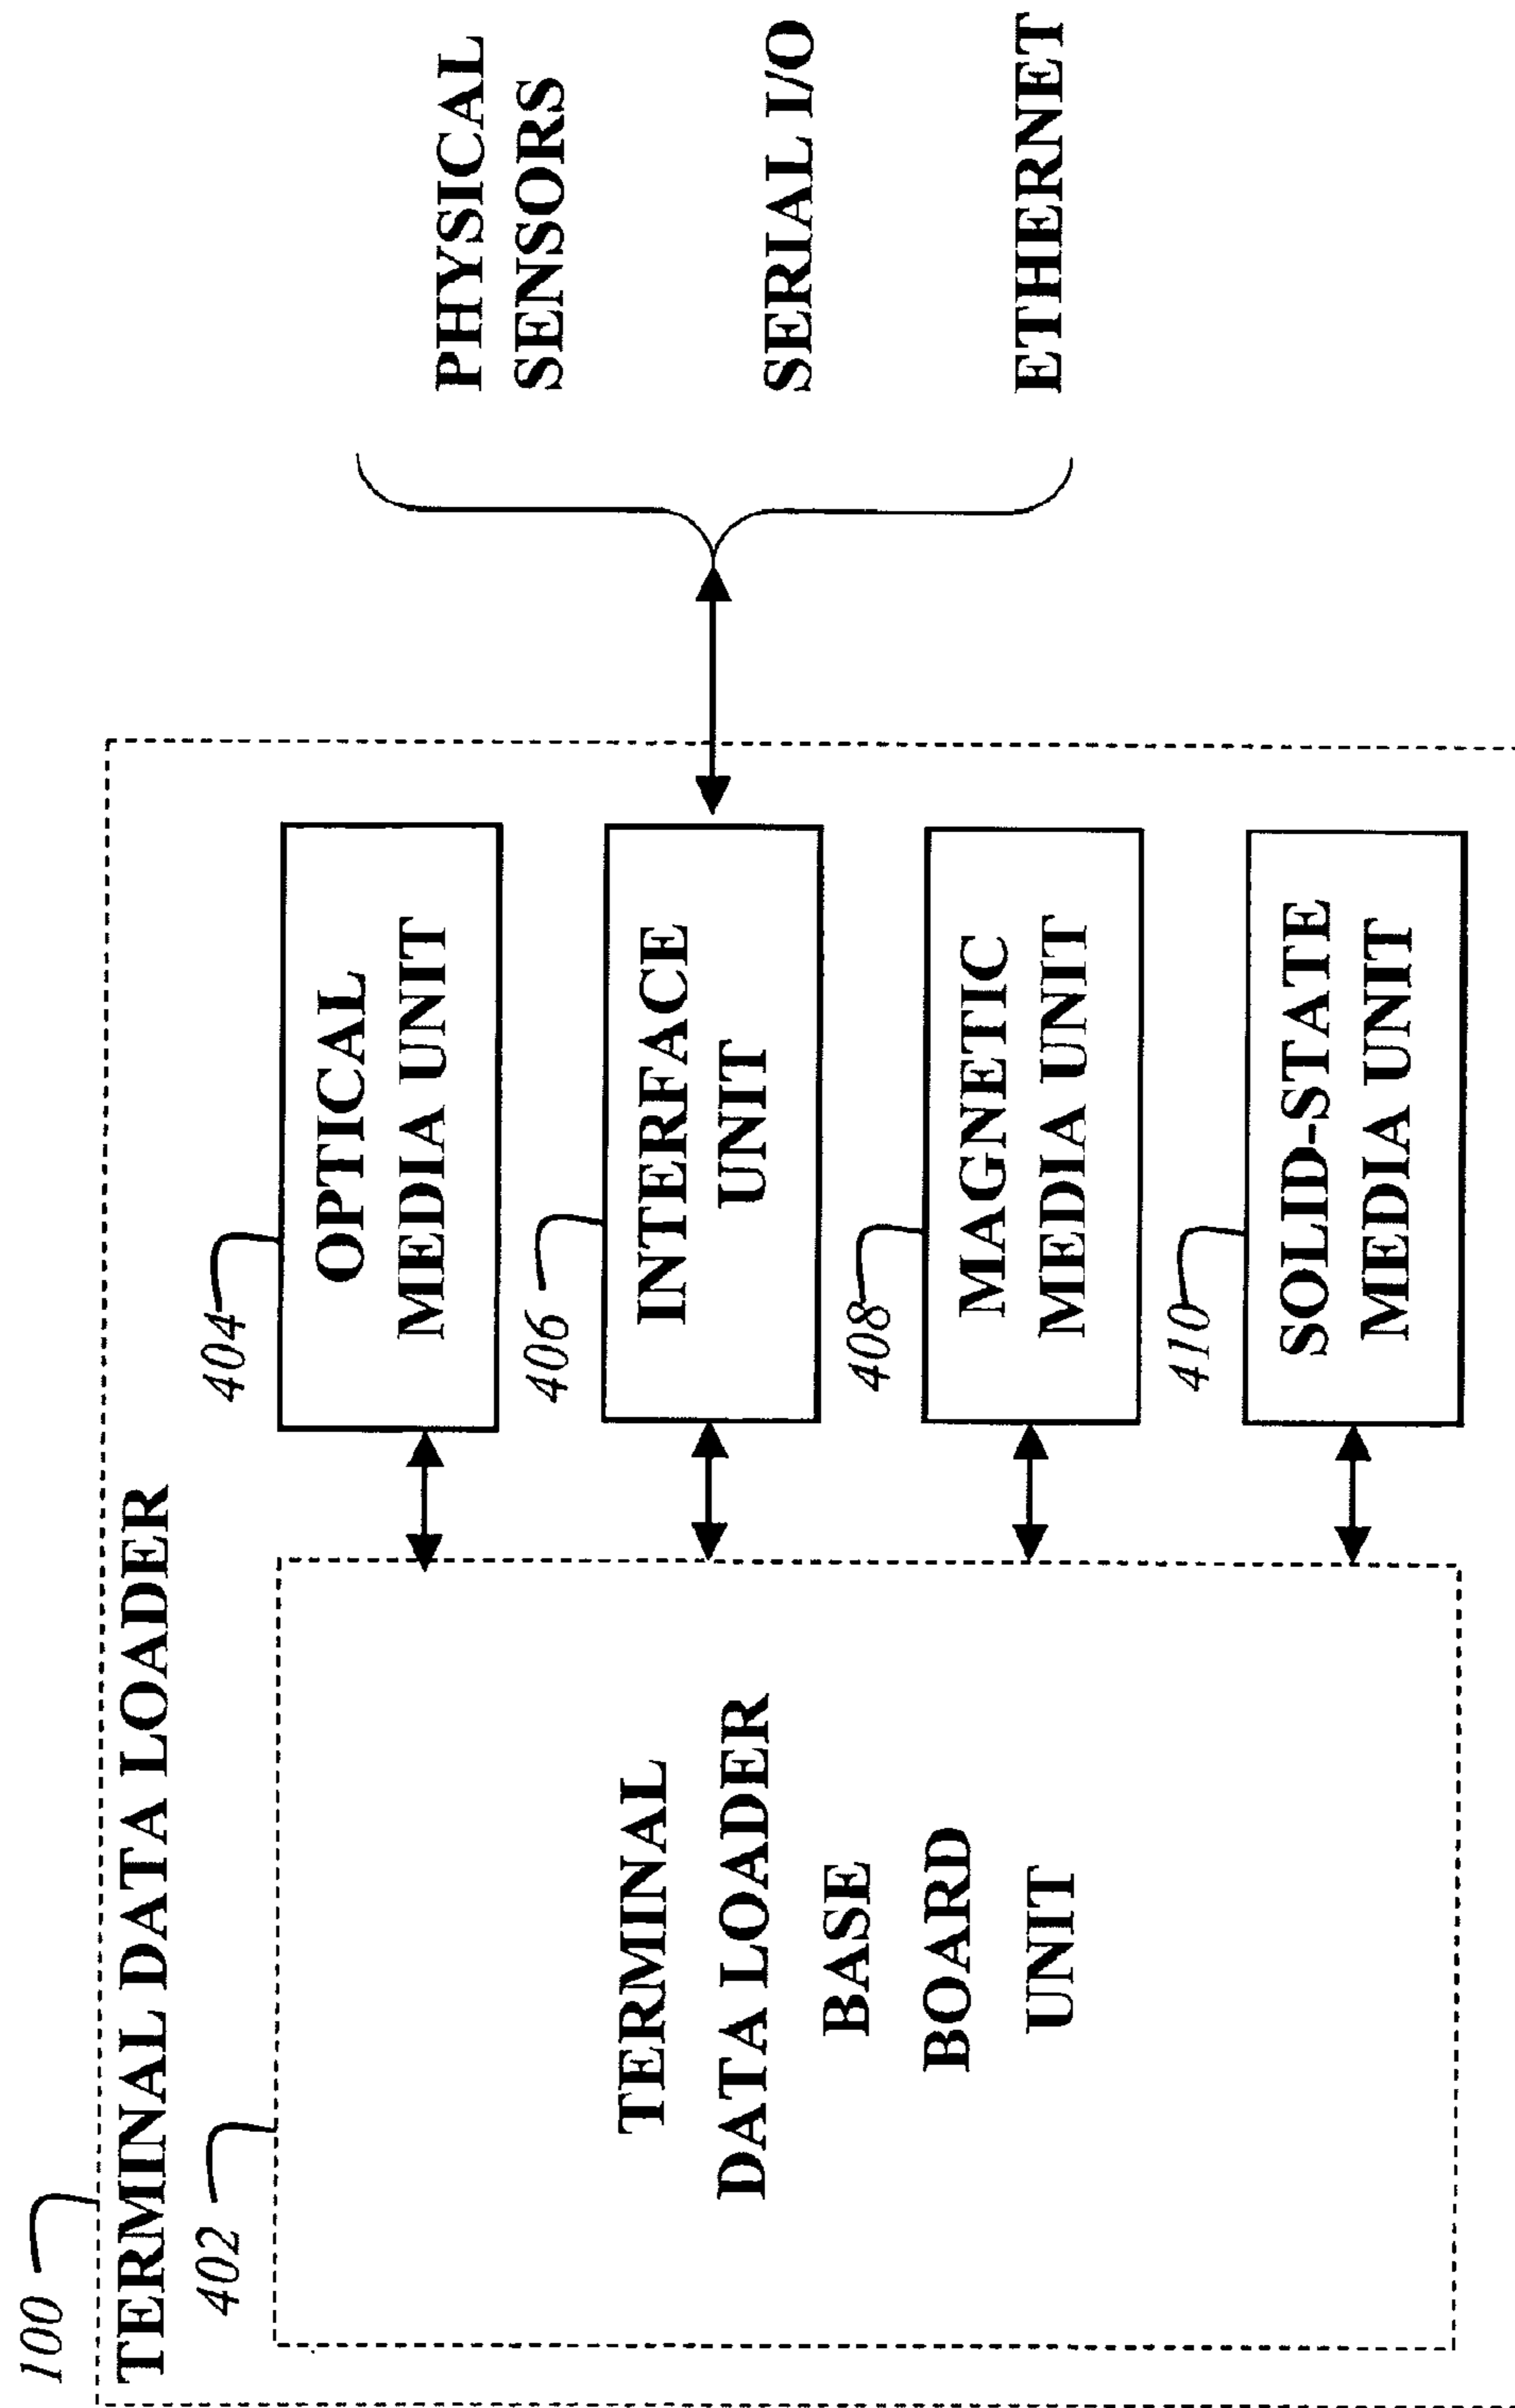 100
TERMINAL DATA LOADER
402
TERMINAL
DATA LOADER
BASE
BOARD
UNIT
404
OPTICAL
MEDIA UNIT
406
INTERFACE
UNIT
408
MAGNETIC
MEDIA UNIT
410
SOLID-STATE
MEDIA UNIT
PHYSICAL
SENSORS
SERIAL I/O
ETHERNET